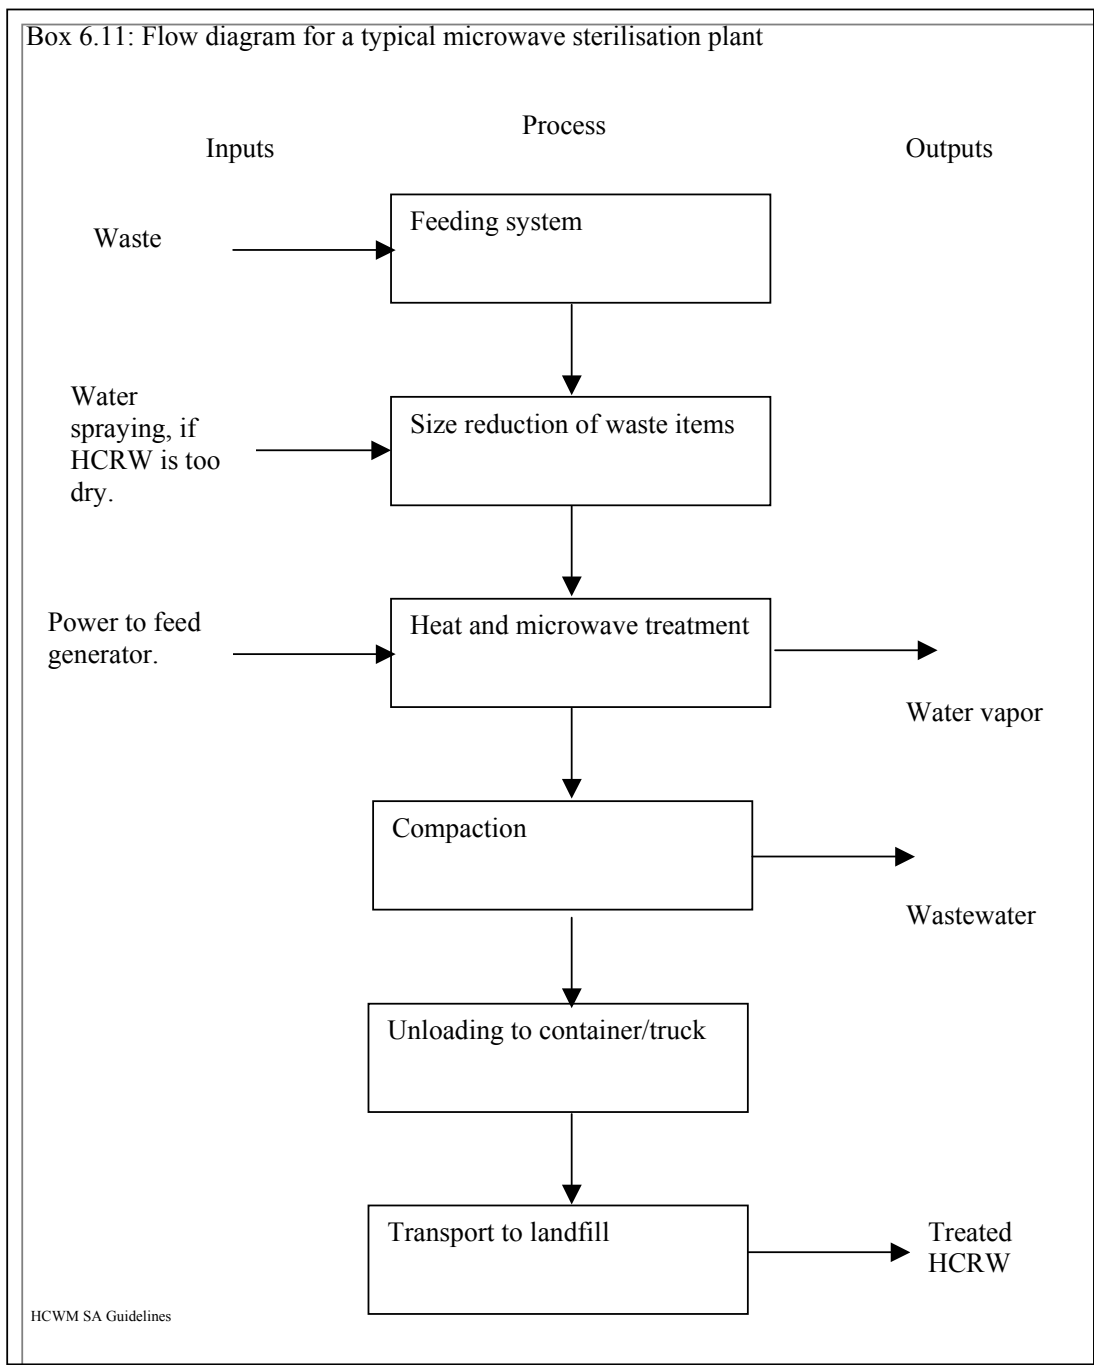 Box 6.11: Flow diagram for a typical microwave sterilisation plant
Process
Inputs
Outputs
Waste
Feeding system
Water
spraying, if
HCRW is too
dry.
Size reduction of waste items
Power to feed
generator.
Heat and microwave treatment
Water vapor
Compaction
Wastewater
Unloading to container/truck
Transport to landfill
Treated
HCRW
HCWM SA Guidelines